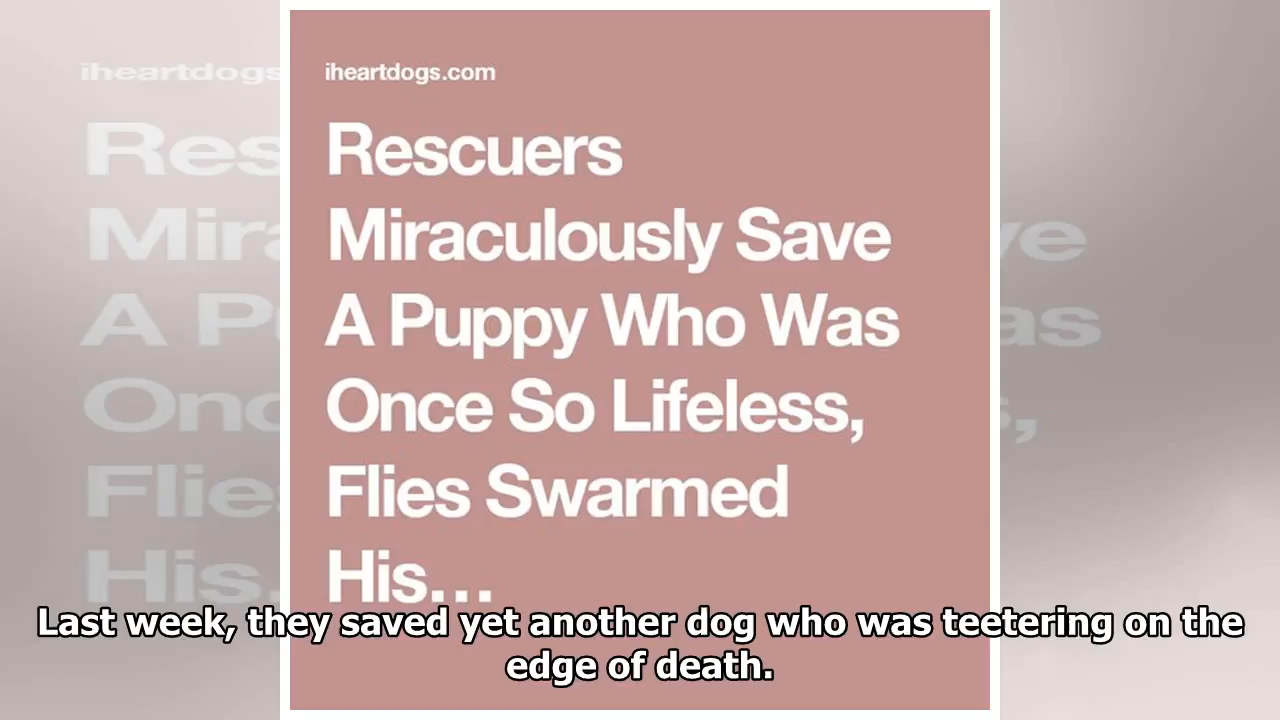 iheartdogs.com
Rescuers
Miraculously Save
A Puppy Who Was
Once So Lifeless,
Flies Swarmed
His...
Last week, they saved yet another dog who was teetering on the
edge of death.